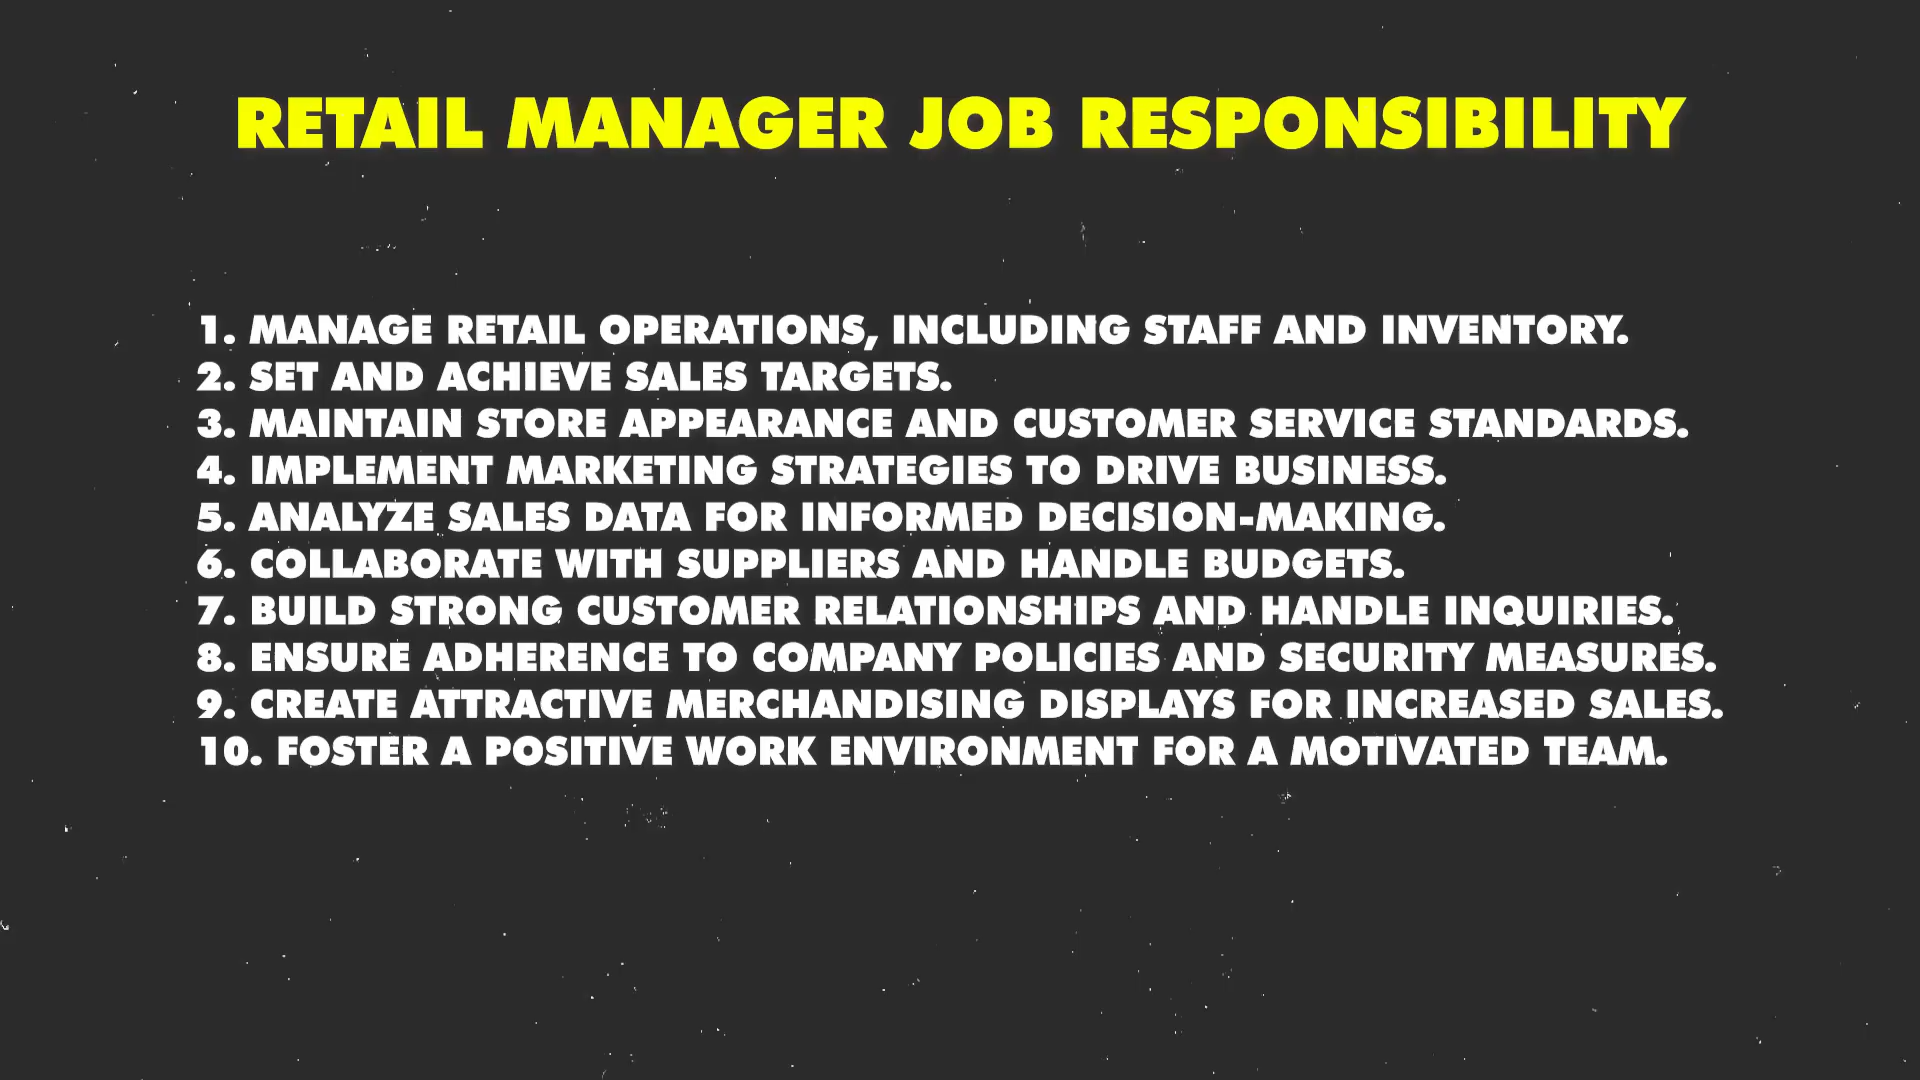 RETAIL MANAGER JOB RESPONSIBILITY
1. MANAGE RETAIL OPERATIONS, INCLUDING STAFF AND INVENTORY.
2. SET AND ACHIEVE SALES TARGETS.
3. MAINTAIN STORE APPEARANCE AND CUSTOMER SERVICE STANDARDS.
4. IMPLEMENT MARKETING STRATEGIES TO DRIVE BUSINESS.
5. ANALYZE SALES DATA FOR INFORMED DECISION-MAKING.
6. COLLABORATE WITH SUPPLIERS AND HANDLE BUDGETS.
7. BUILD STRONG CUSTOMER RELATIONSHIPS AND HANDLE INQUIRIES.
8. ENSURE ADHERENCE TO COMPANY POLICIES AND SECURITY MEASURES.
9. CREATE ATTRACTIVE MERCHANDISING DISPLAYS FOR INCREASED SALES.
10. FOSTER A POSITIVE WORK ENVIRONMENT FOR A MOTIVATED TEAM.